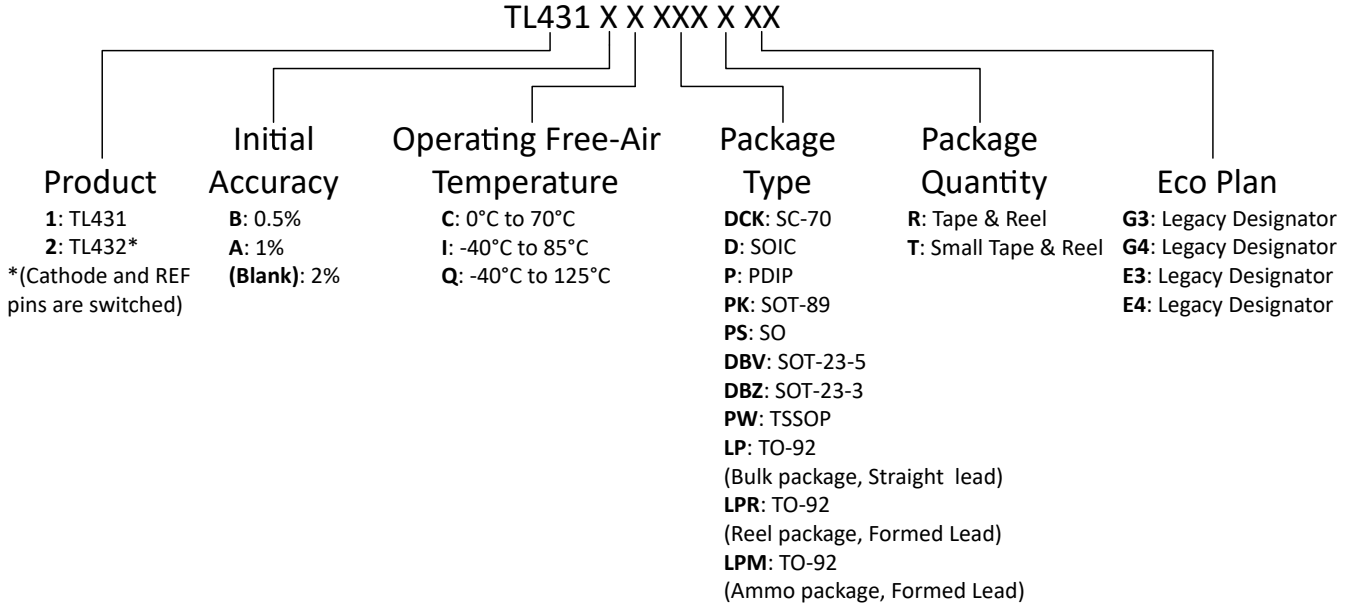 TL431 X X XXX X XX
Product
1: TL431
2: TL432*
*(Cathode and REF
pins are switched)
Initial
Accuracy
B: 0.5%
A: 1%
(Blank): 2%
Operating Free-Air
Temperature
C: 0°C to 70°C
I: -40°C to 85°C
Q: -40°C to 125°C
Package
Type
DCK: SC-70
D: SOIC
P: PDIP
PK: SOT-89
PS: SO
DBV: SOT-23-5
DBZ: SOT-23-3
PW: TSSOP
LP: TO-92
(Bulk package, Straight lead)
LPR: TO-92
(Reel package, Formed Lead)
LPM: TO-92
(Ammo package, Formed Lead)
Package
Quantity
R: Tape & Reel
T: Small Tape & Reel
Eco Plan
G3: Legacy Designator
G4: Legacy Designator
E3: Legacy Designator
E4: Legacy Designator